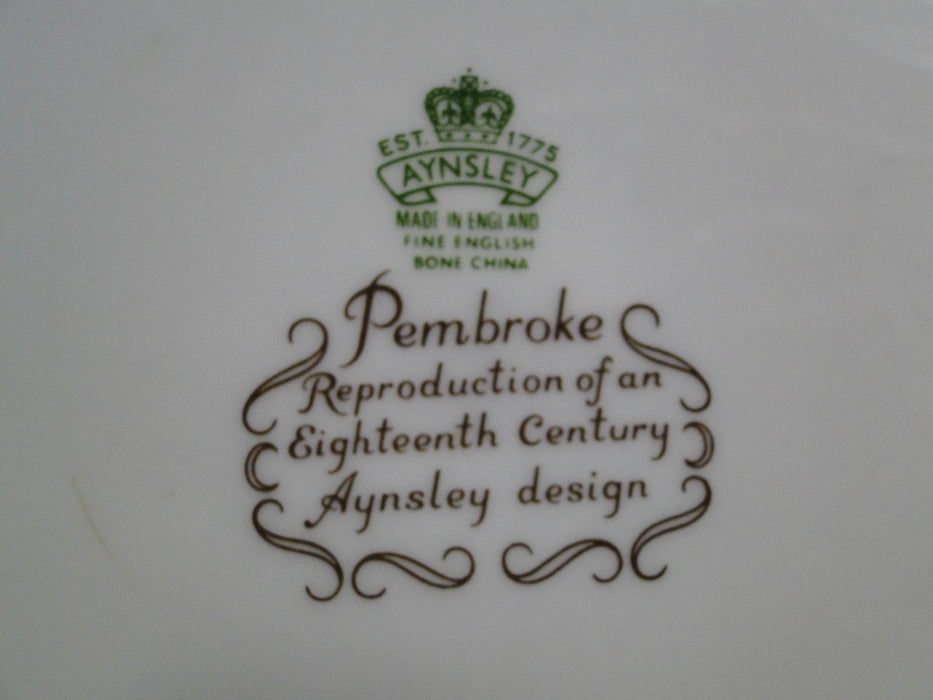 EST. 1775
AYNSLEY
MADE IN ENGLAND
FINE ENGLISH
BONE CHINA
Pembroke
Reproduction of an
Eighteenth Century
Aynsley design